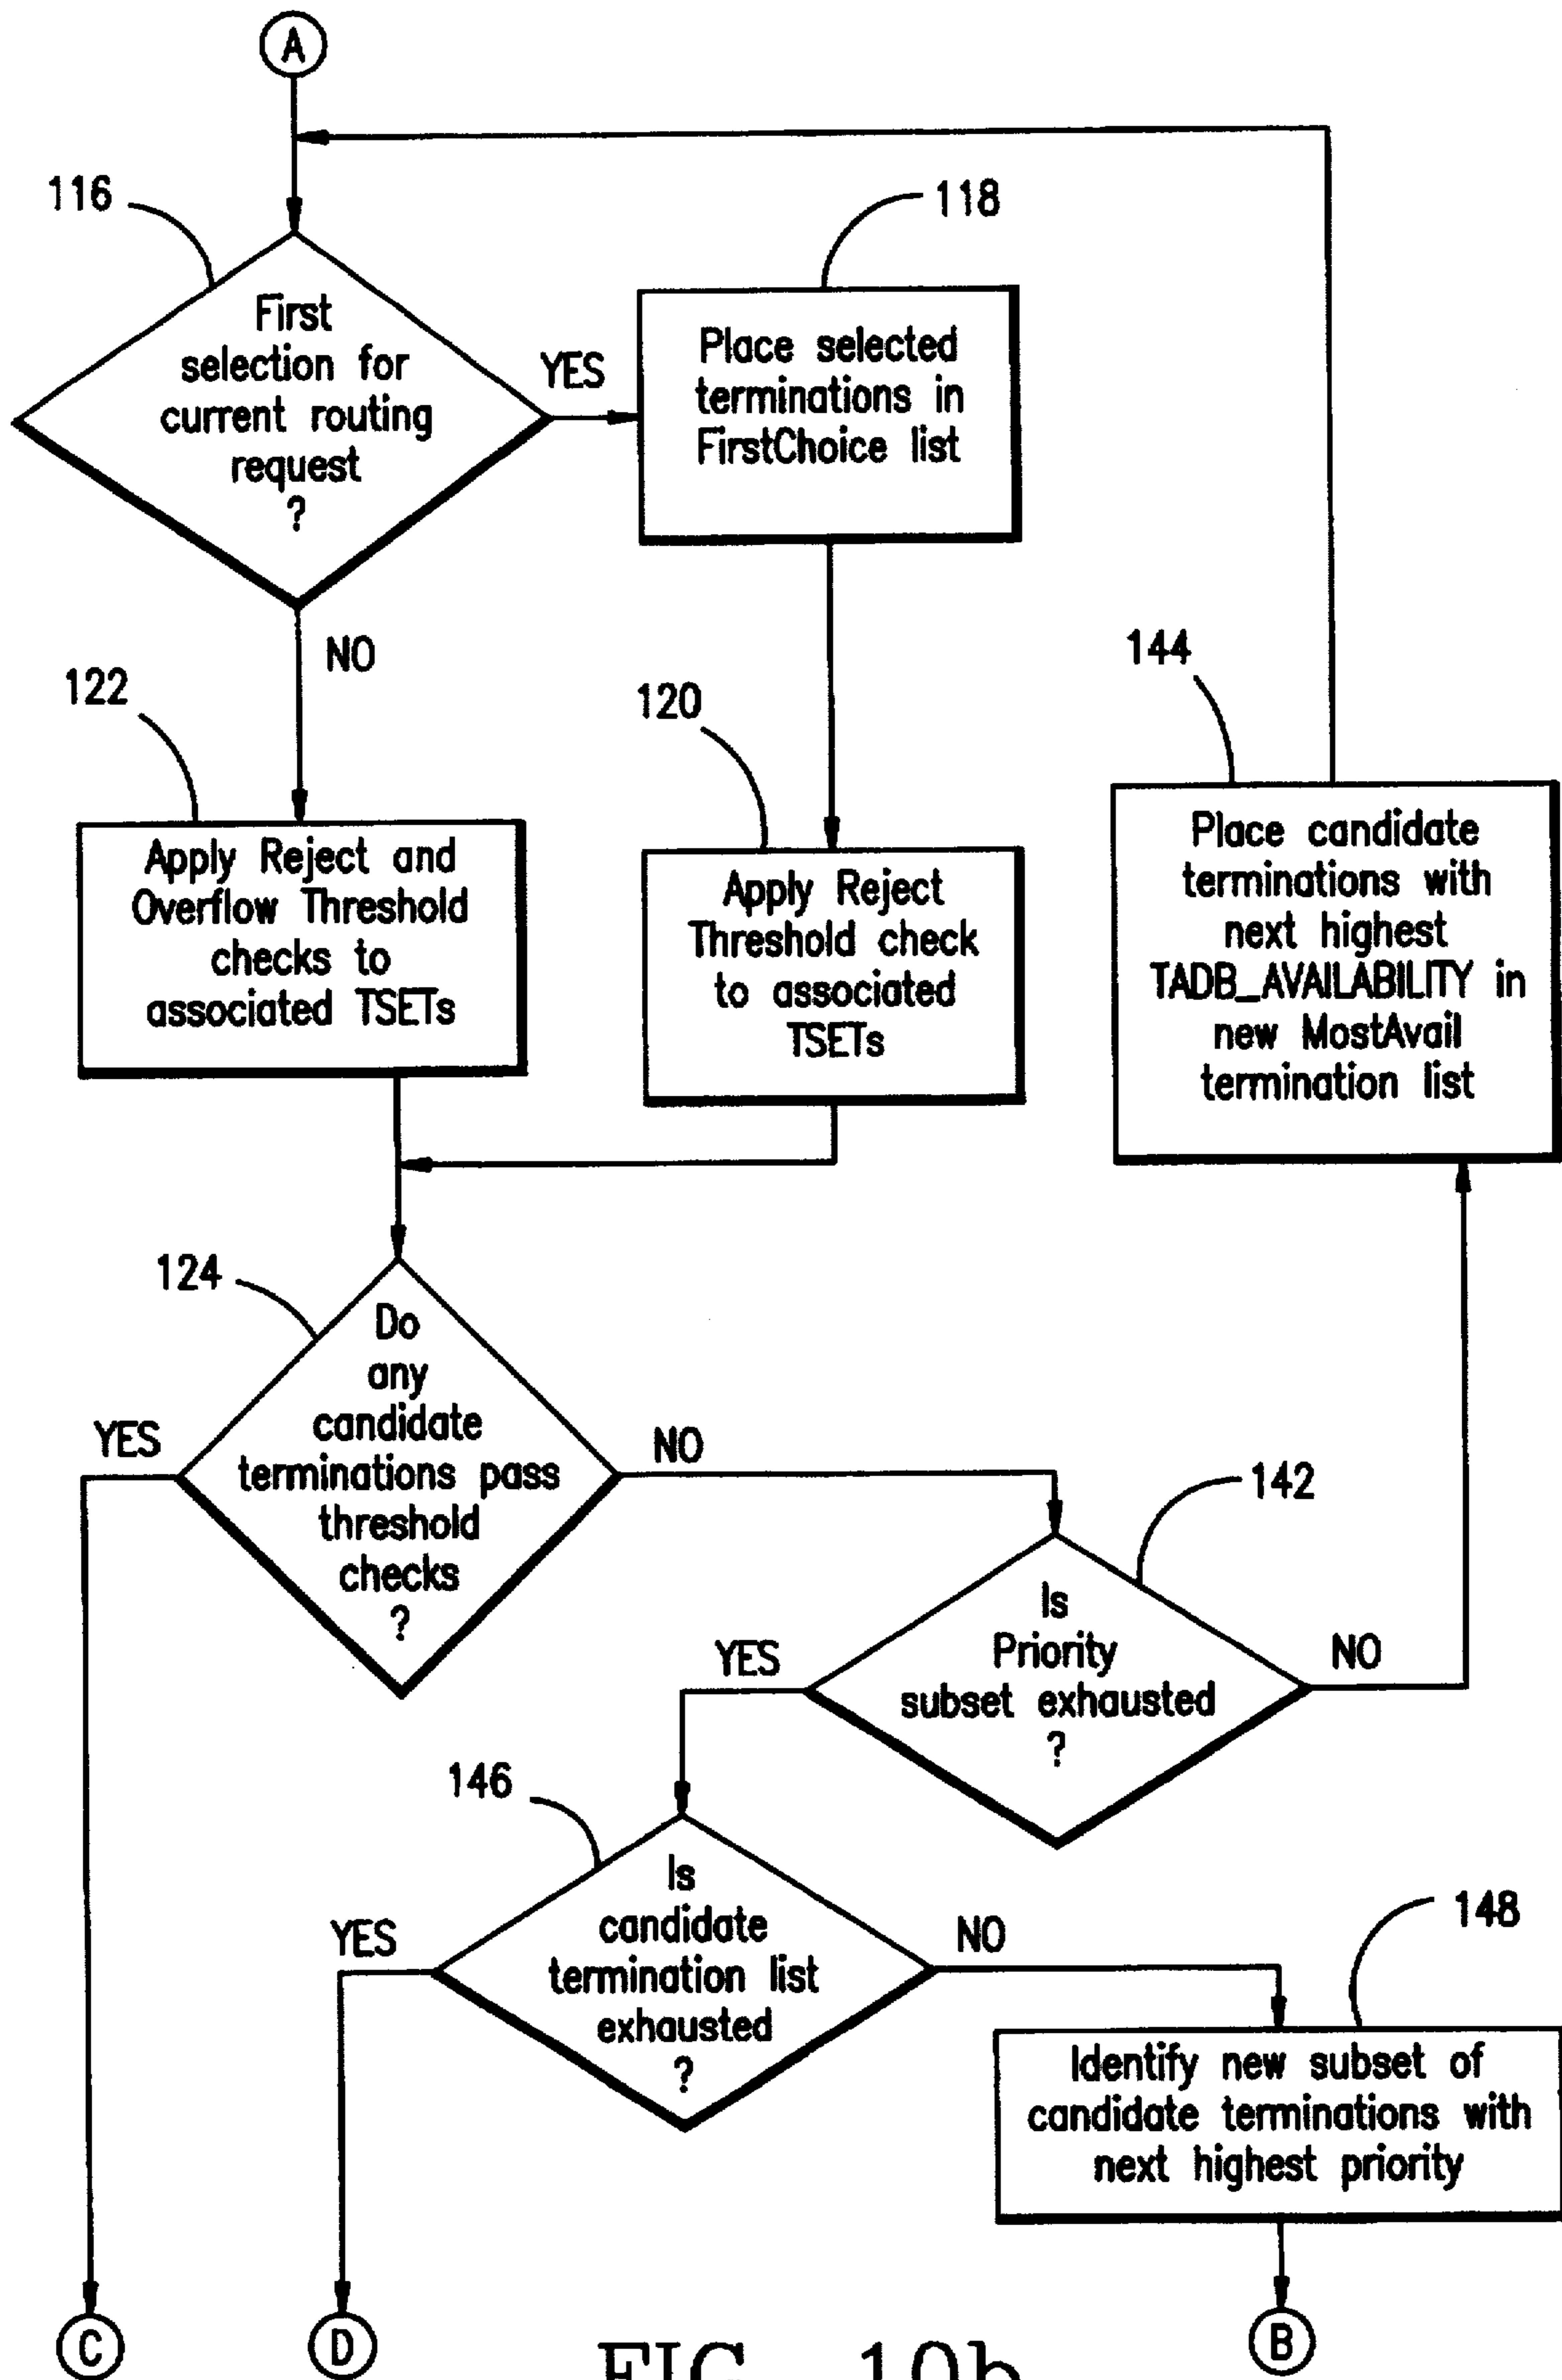 A
116
First
selection for
current routing
request
?
YES
118
Place selected
terminations in
FirstChoice list
NO
122
Apply Reject and
Overflow Threshold
checks to
associated TSETs
120
Apply Reject
Threshold check
to associated
TSETs
144
Place candidate
terminations with
next highest
TADB_AVAILABILITY in
new MostAvail
termination list
124
Do
any
candidate
terminations pass
threshold
checks
?
YES
NO
142
Is
Priority
subset exhausted
?
YES
NO
146
Is
candidate
termination list
exhausted
?
YES
NO
148
Identify new subset of
candidate terminations with
next highest priority
C
D
B
FIG. 10b